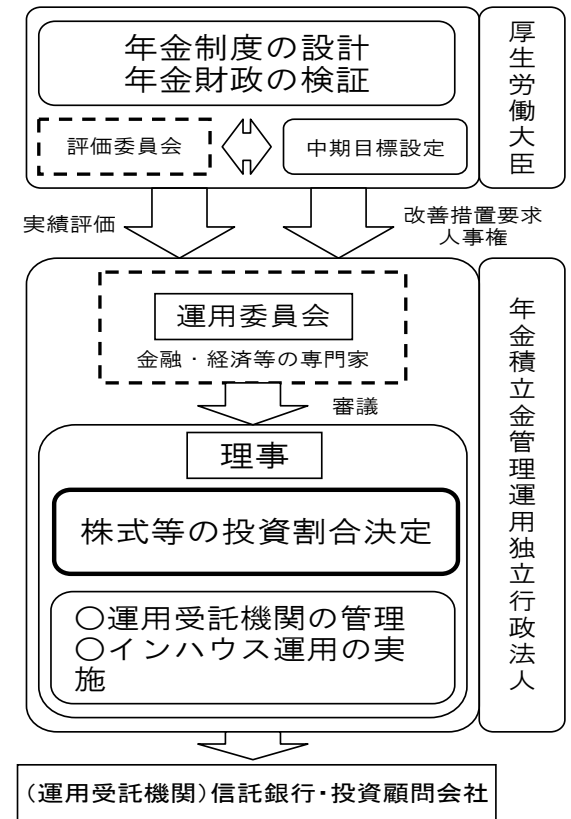 年金制度の設計
年金財政の検証
評価委員会
中期目標設定
厚生労働大臣
実績評価
改善措置要求
人事権
運用委員会
金融・経済等の専門家
審議
理事
株式等の投資割合決定
○運用受託機関の管理
○インハウス運用の実
施
年金積立金管理運用独立行政法人
(運用受託機関)信託銀行・投資顧問会社